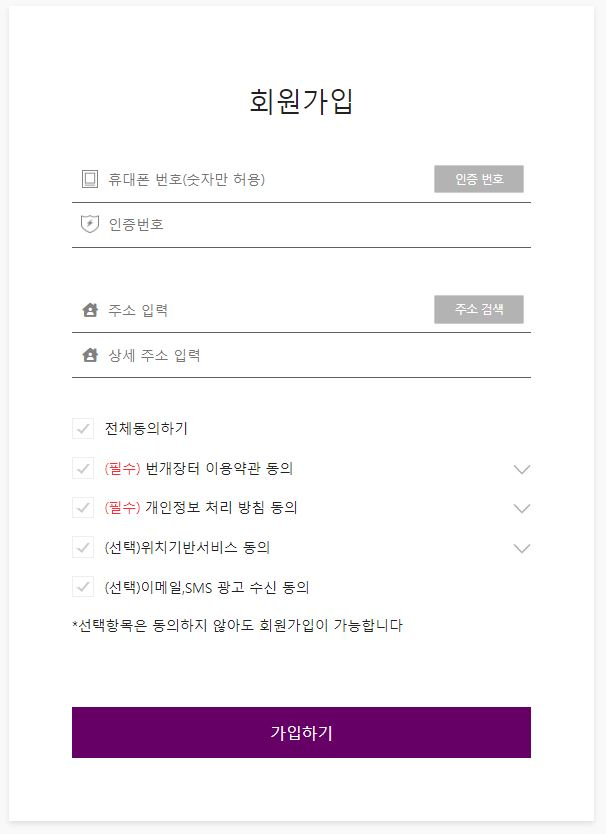 회원가입
휴대폰 번호(숫자만 허용) 인증 번호
인증번호
주소 입력 주소 검색
상세 주소 입력
전체동의하기
(필수) 번개장터 이용약관 동의
(필수) 개인정보 처리 방침 동의
(선택)위치기반서비스 동의
(선택)이메일,SMS 광고 수신 동의
*선택항목은 동의하지 않아도 회원가입이 가능합니다
가입하기